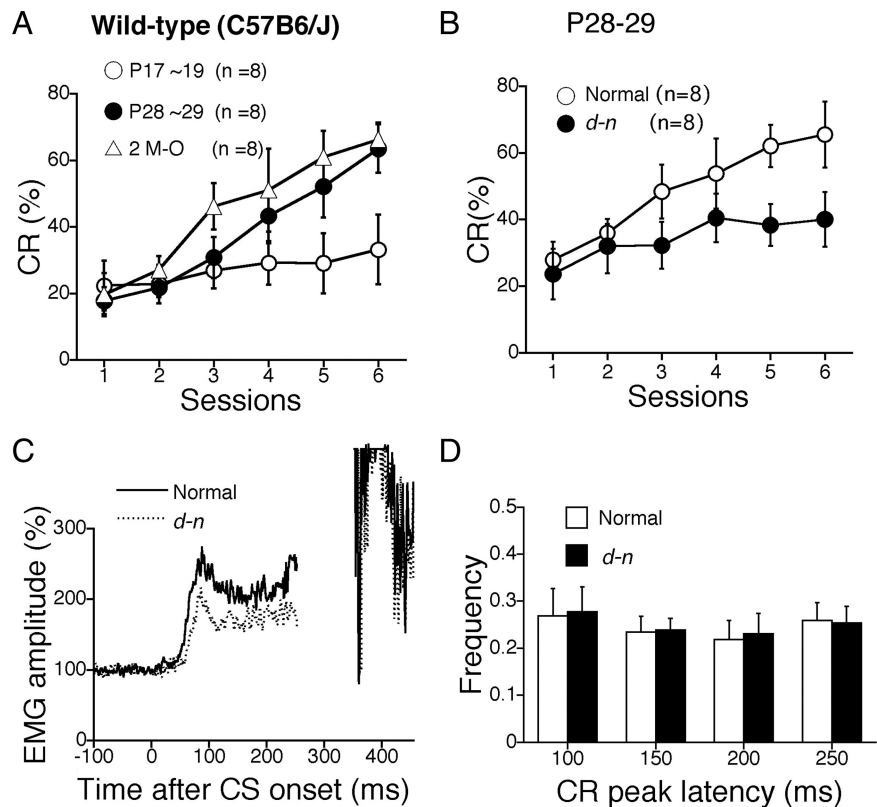 A
Wild-type (C57B6/J)
P17 ~19 (n =8)
P28 ~29 (n =8)
2 M-O (n =8)
80
60
40
20
0
CR (%)
1 2 3 4 5 6
Sessions
B
P28-29
Normal (n=8)
d-n (n=8)
80
60
40
20
0
CR(%)
1 2 3 4 5 6
Sessions
C
Normal
d-n
300
200
100
EMG amplitude (%)
-100 0 100 200 300 400
Time after CS onset (ms)
D
Normal
d-n
0.5
0.4
0.3
0.2
0.1
0
Frequency
100 150 200 250
CR peak latency (ms)